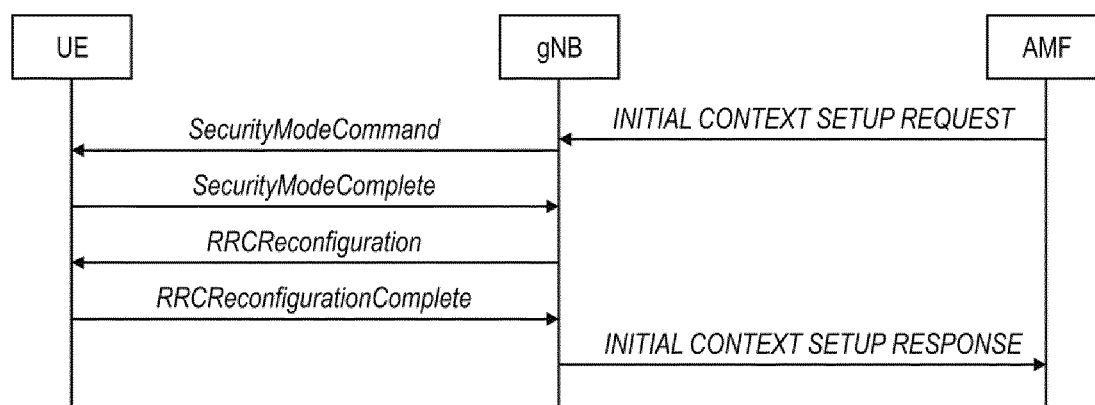 UE
gNB
AMF
INITIAL CONTEXT SETUP REQUEST
SecurityModeCommand
SecurityModeComplete
RRCReconfiguration
RRCReconfigurationComplete
INITIAL CONTEXT SETUP RESPONSE